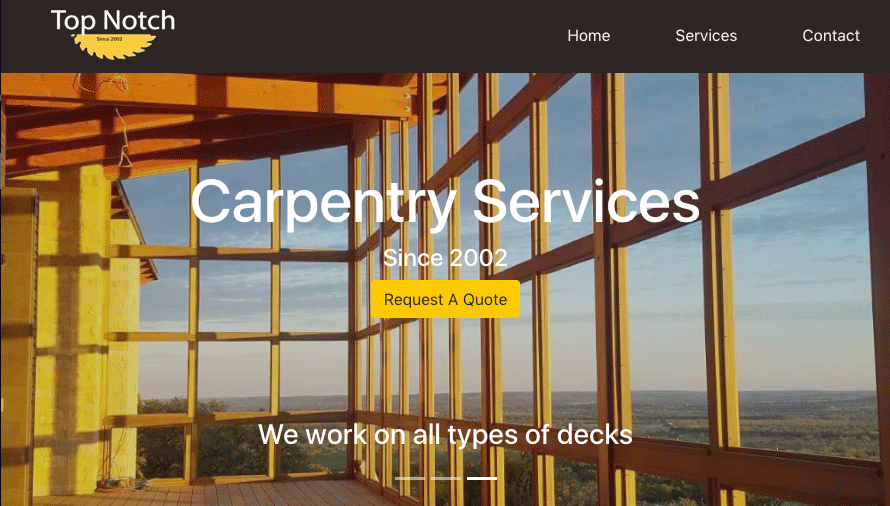 Top Notch
Since 2002
Home Services Contact
Carpentry Services
Since 2002
Request A Quote
We work on all types of decks